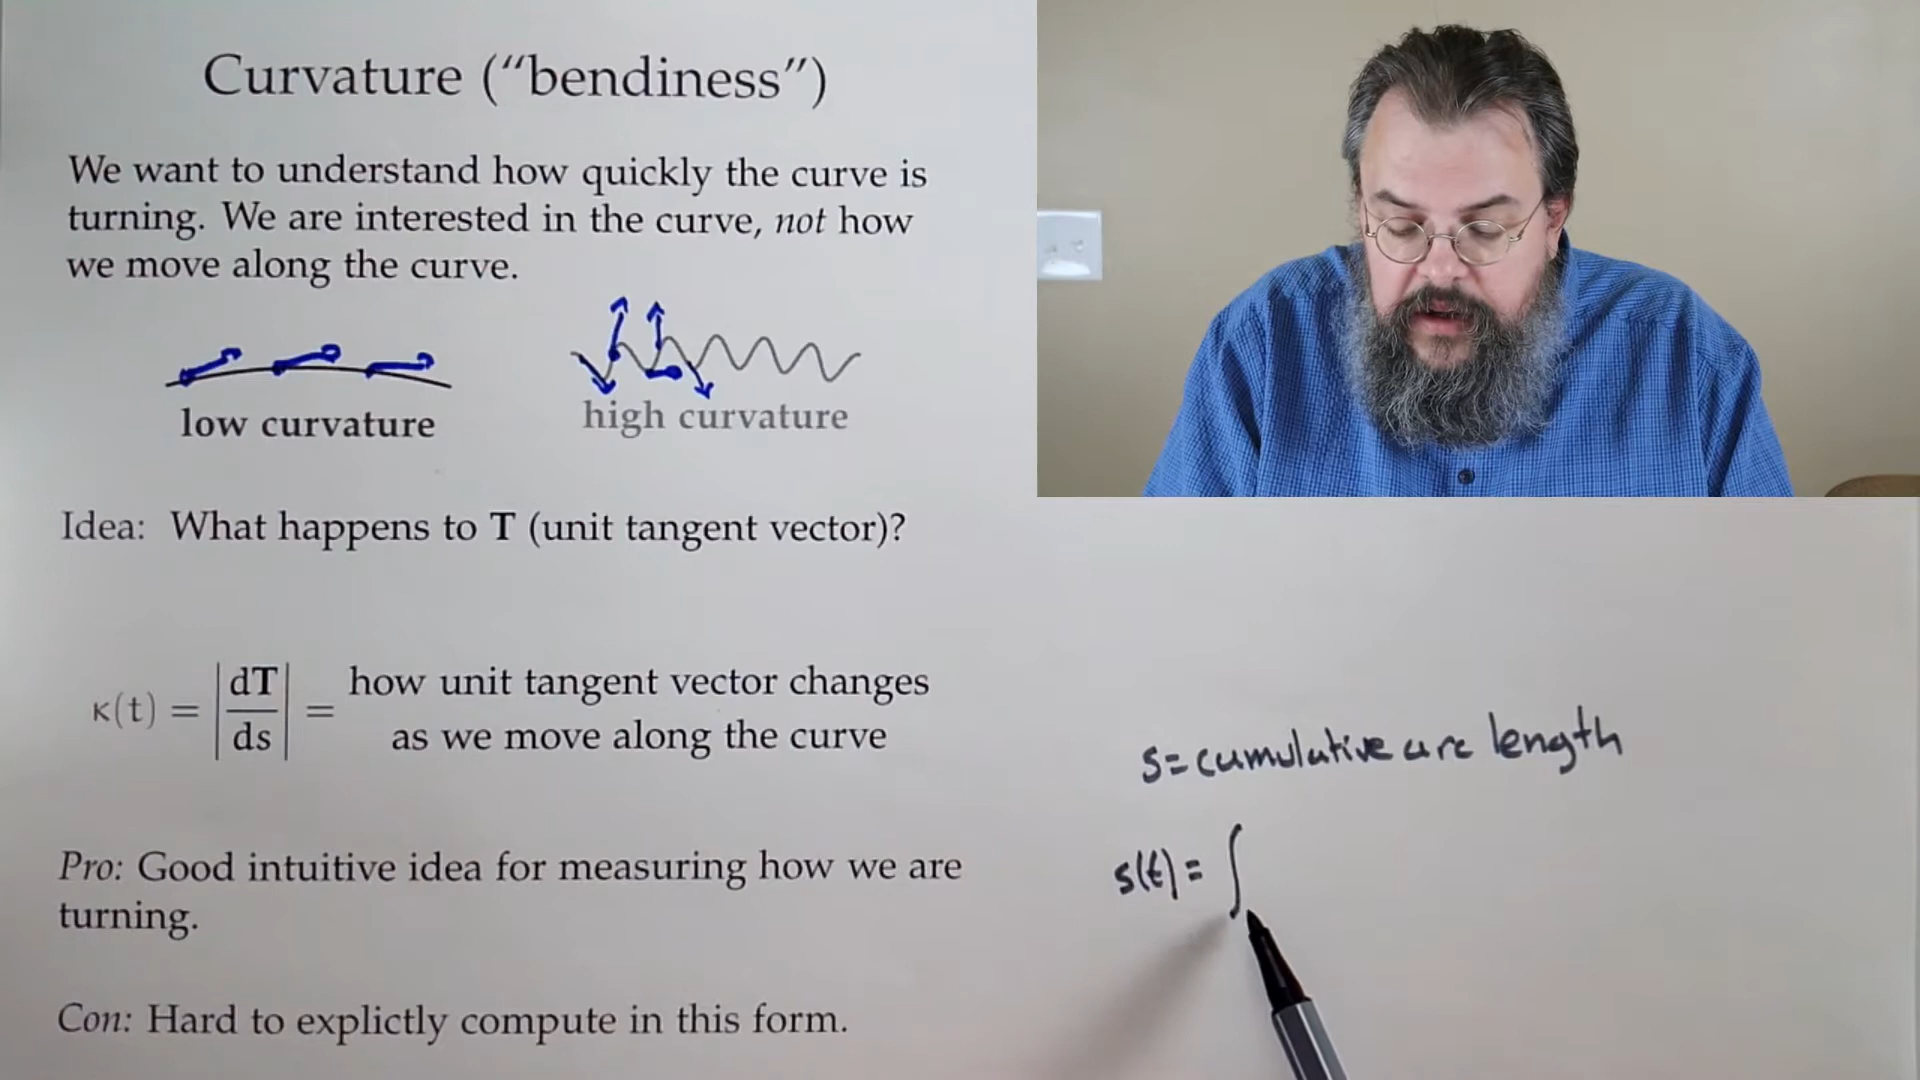 Curvature (“bendiness”)
We want to understand how quickly the curve is
turning. We are interested in the curve, not how
we move along the curve.
low curvature
high curvature
Idea: What happens to T (unit tangent vector)?
κ(t) = |dT/ds| = how unit tangent vector changes
as we move along the curve
Pro: Good intuitive idea for measuring how we are
turning.
Con: Hard to explictly compute in this form.
s=cumulative arc length
s(t) = ∫